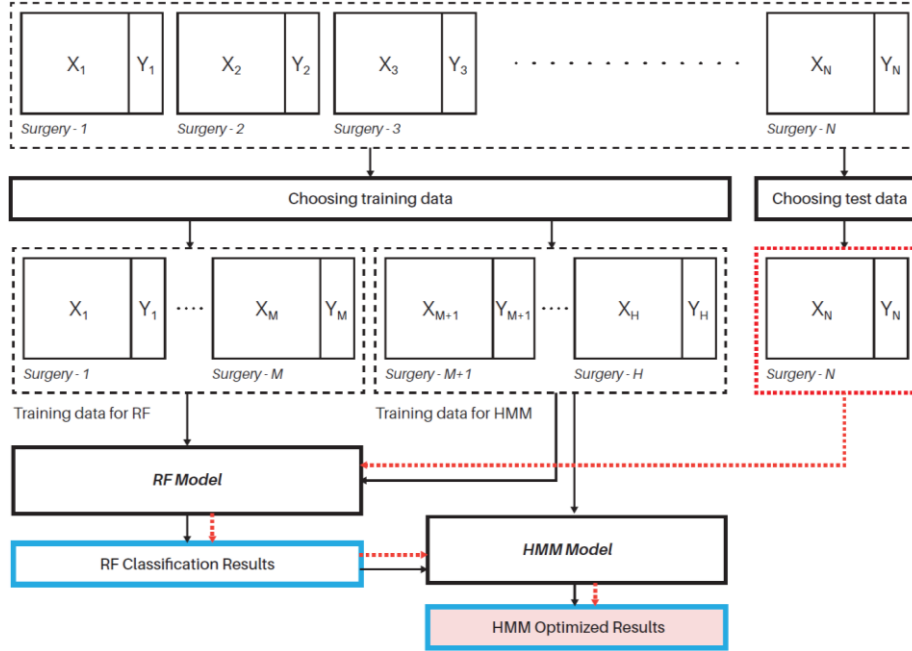 X1 Y1 X2 Y2 X3 Y3 XN YN
Surgery - 1 Surgery - 2 Surgery - 3 Surgery - N
Choosing training data Choosing test data
X1 Y1 XM YM XM+1 YM+1 XH YH XN YN
Surgery - 1 Surgery - M Surgery - M+1 Surgery - H Surgery - N
Training data for RF Training data for HMM
RF Model
HMM Model
RF Classification Results
HMM Optimized Results